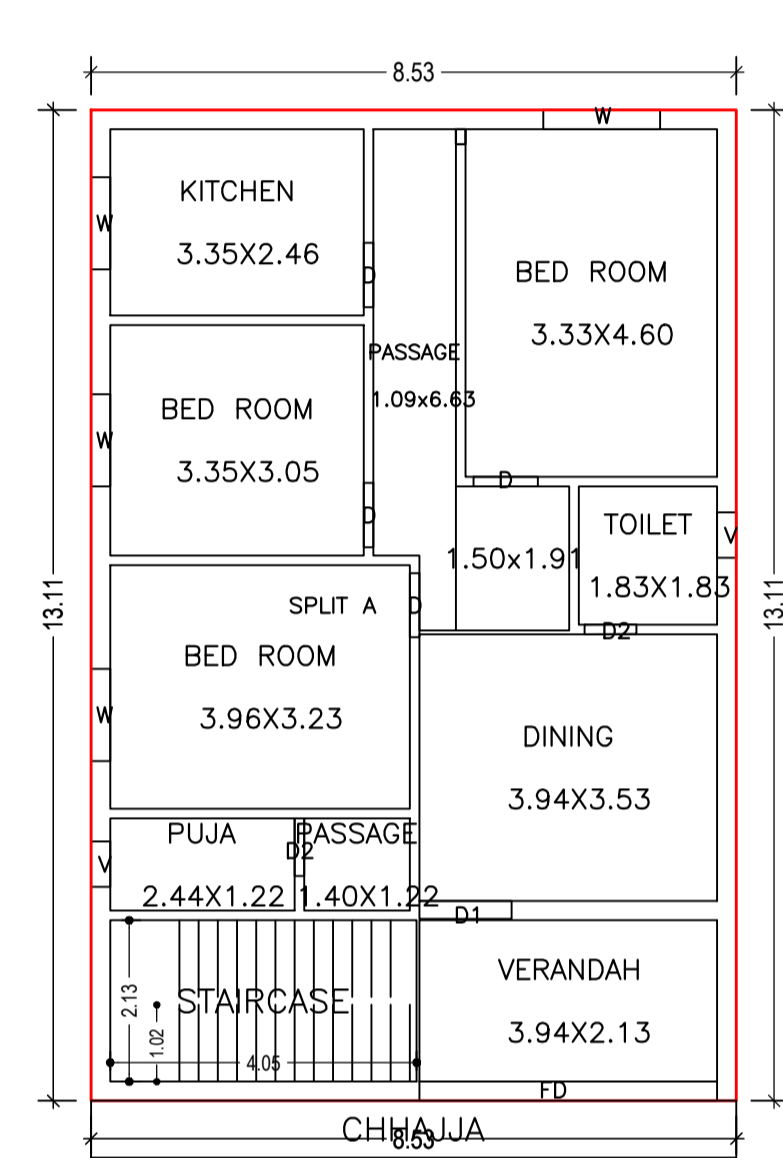 8.53
W
KITCHEN
3.35X2.46
W
D
BED ROOM
3.33X4.60
PASSAGE
1.09x6.63
BED ROOM
3.35X3.05
W
D
D
TOILET
1.83X1.83
V
1.50x1.91
D2
SPLIT A
D
BED ROOM
3.96X3.23
W
13.11
13.11
DINING
3.94X3.53
PUJA
2.44X1.22
V
D2
PASSAGE
1.40X1.22
D1
VERANDAH
3.94X2.13
STAIRCASE
2.13
1.02
4.05
FD
CHHAJJA
8.53